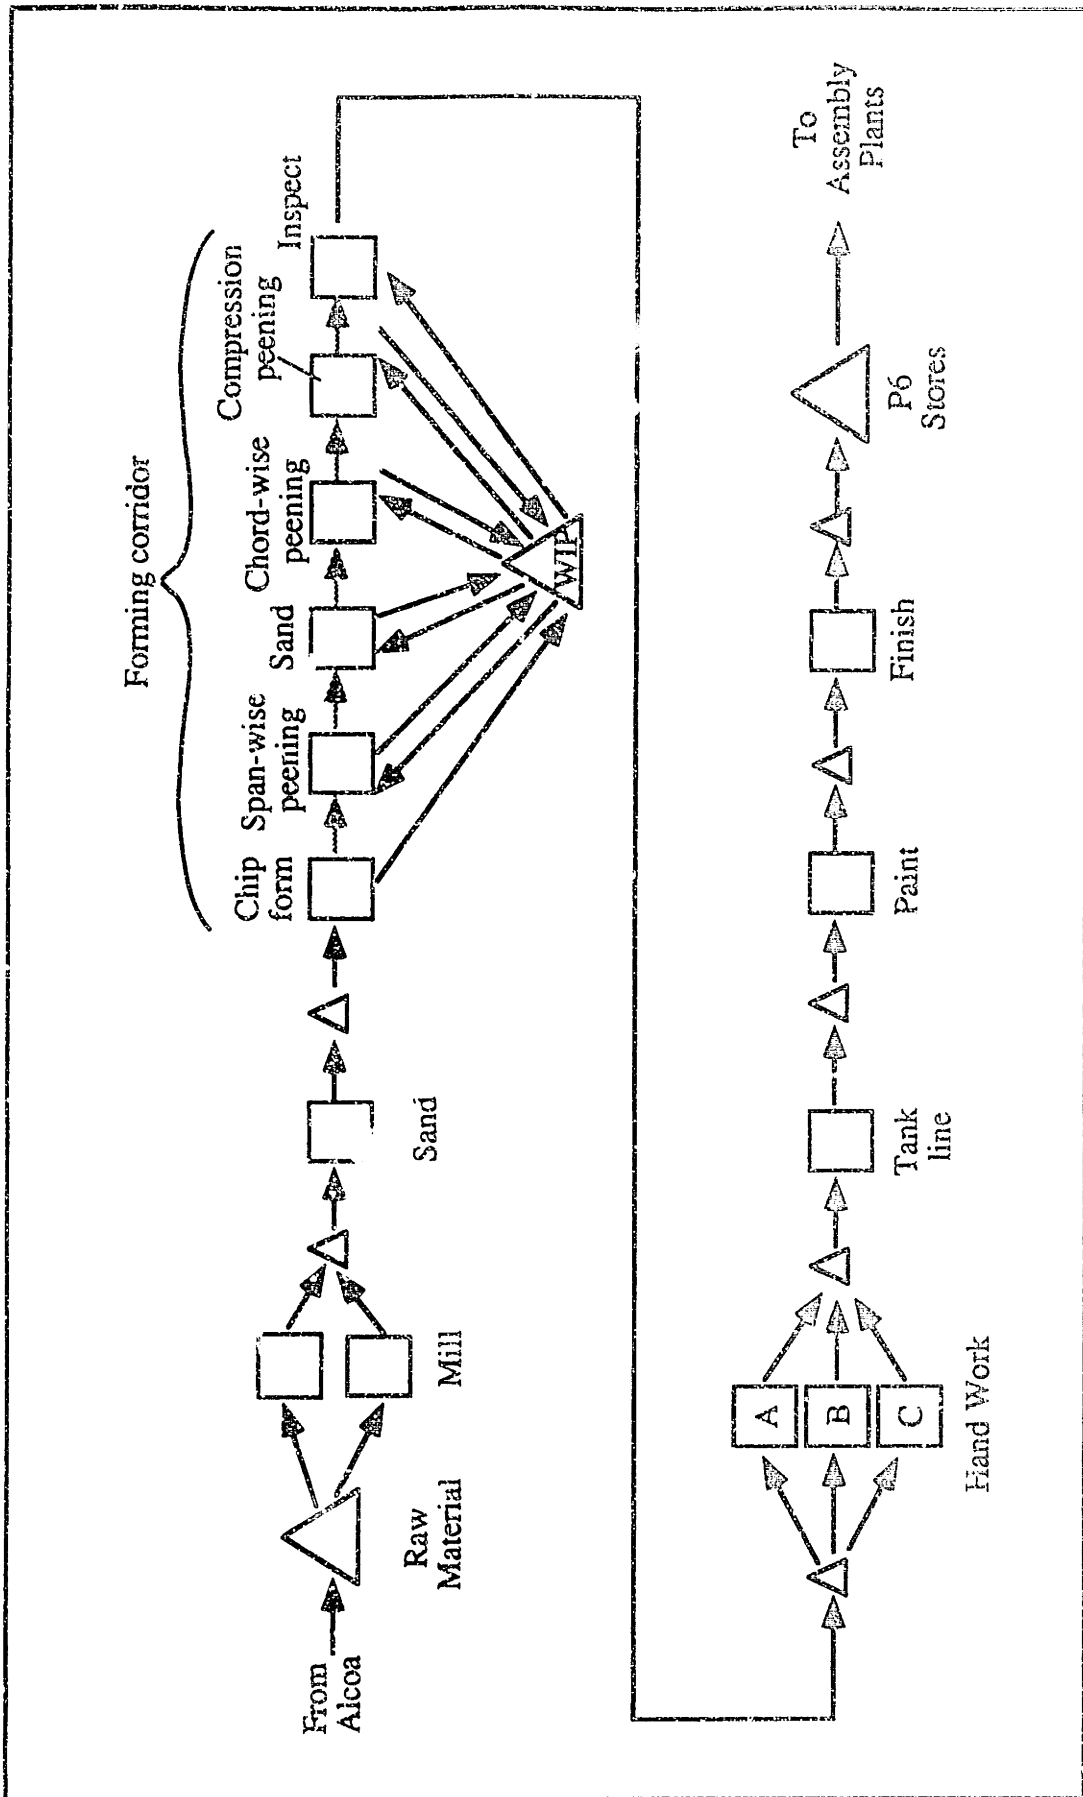 Forming corridor
Chip
form
Span-wise
peening
Sand
Chord-wise
peening
Compression
peening
Inspect
From
Alcoa
Raw
Material
Mill
Sand
WIP
A
B
C
Hand Work
Tank
line
Paint
Finish
P6
Stores
To
Assembly
Plants